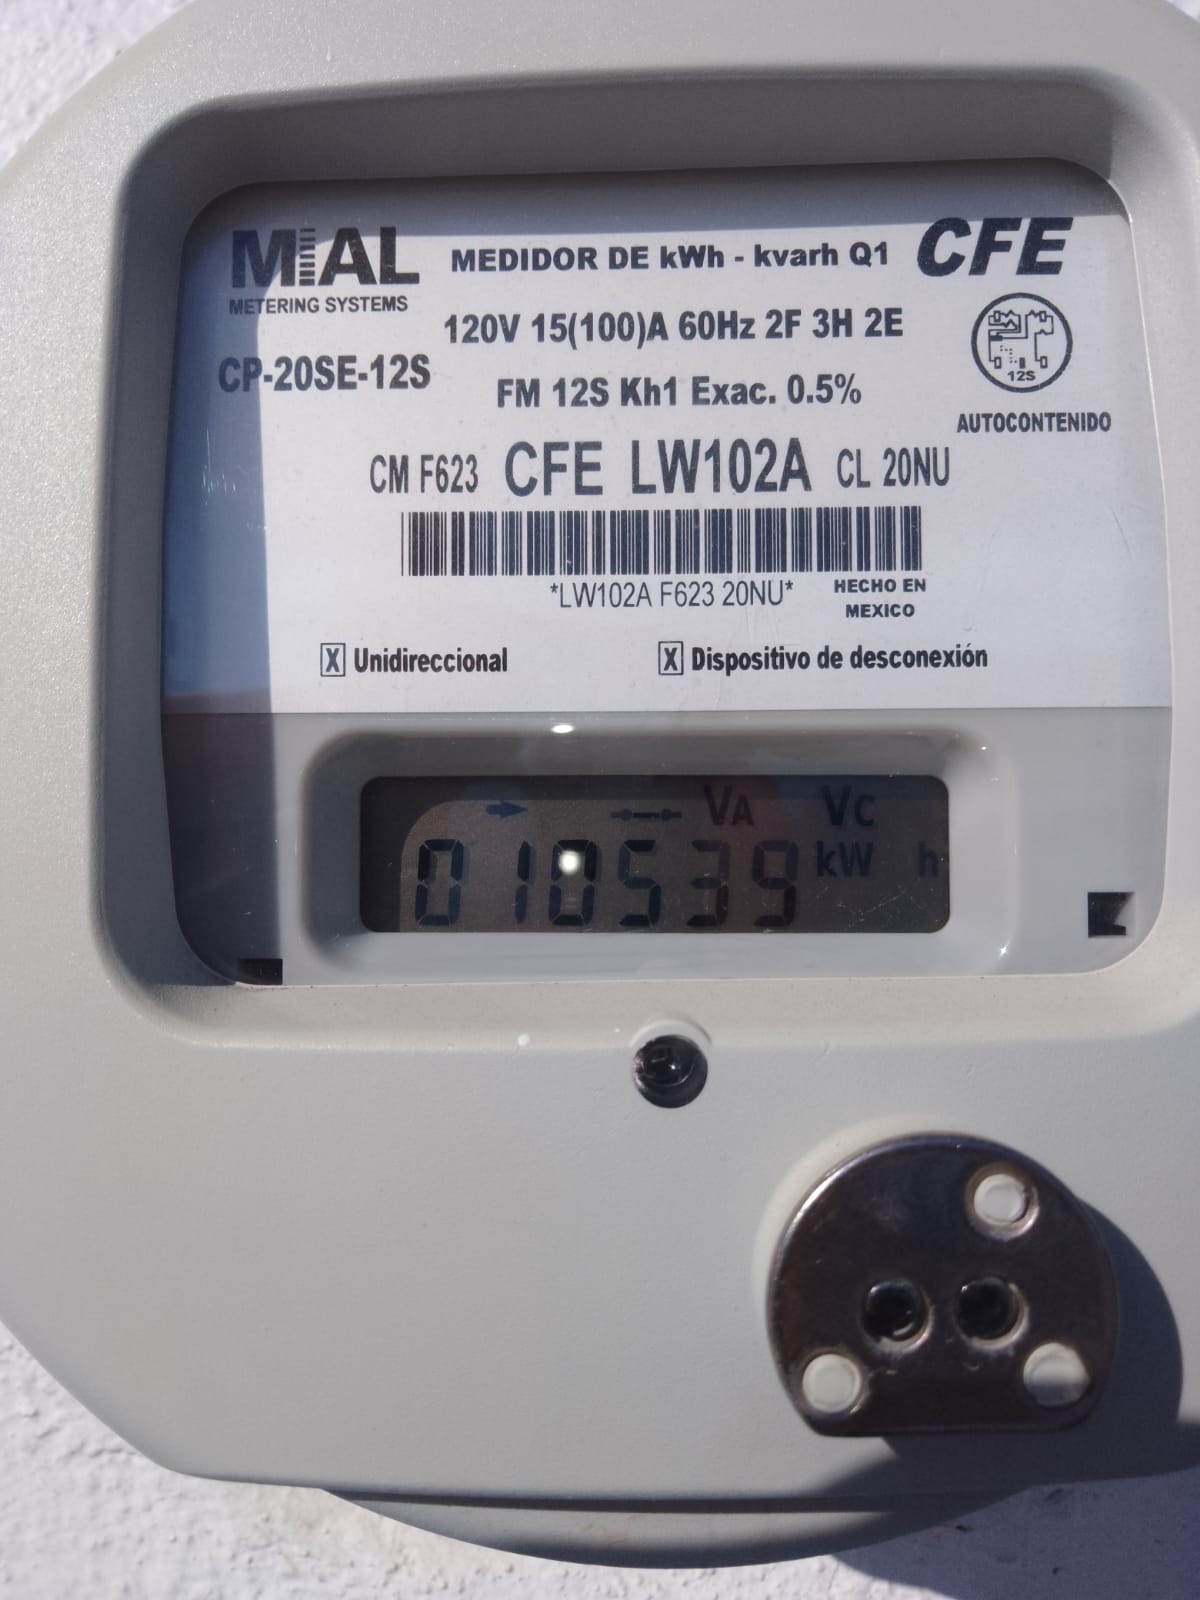 MIAL
METERING SYSTEMS
MEDIDOR DE kWh - kvarh Q1
CFE
120V 15(100)A 60Hz 2F 3H 2E
CP-20SE-12S
FM 12S Kh1 Exac. 0.5%
12S
AUTOCONTENIDO
CM F623 CFE LW102A CL 20NU
*LW102A F623 20NU*
HECHO EN
MEXICO
X Unidireccional
X Dispositivo de desconexión
VA VC
010539 kW h